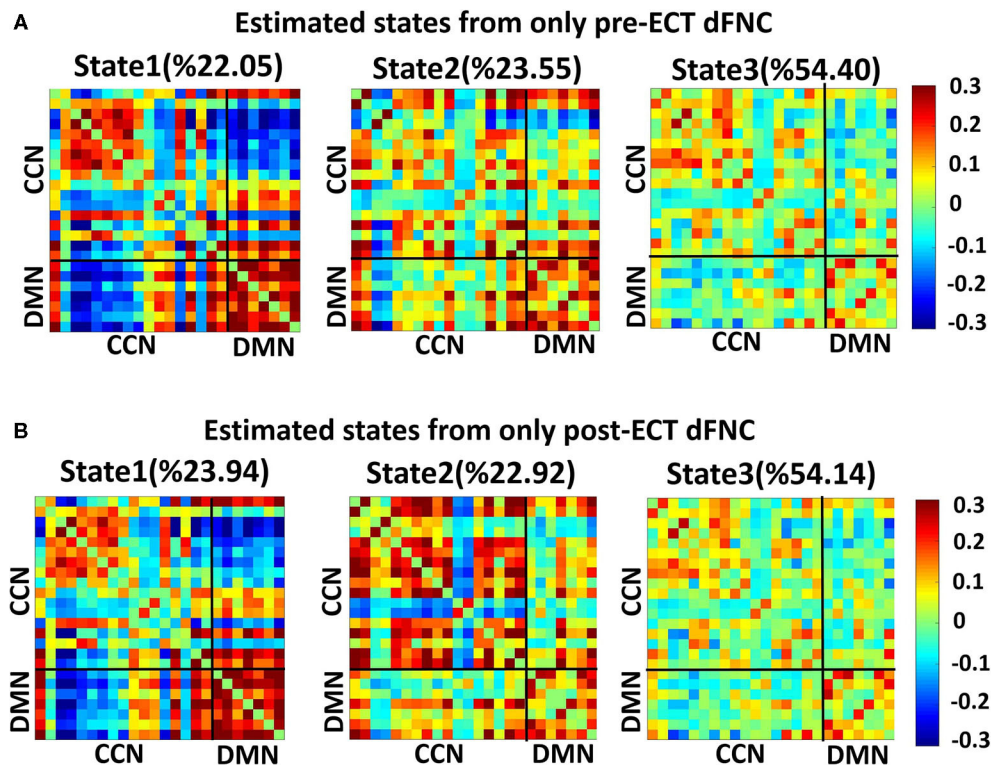 A
Estimated states from only pre-ECT dFNC
State1(%22.05)
State2(%23.55)
State3(%54.40)
CCN
DMN
CCN
DMN
CCN
DMN
CCN DMN
CCN DMN
CCN DMN
0.3
0.2
0.1
0
-0.1
-0.2
-0.3
B
Estimated states from only post-ECT dFNC
State1(%23.94)
State2(%22.92)
State3(%54.14)
CCN
DMN
CCN
DMN
CCN
DMN
CCN DMN
CCN DMN
CCN DMN
0.3
0.2
0.1
0
-0.1
-0.2
-0.3